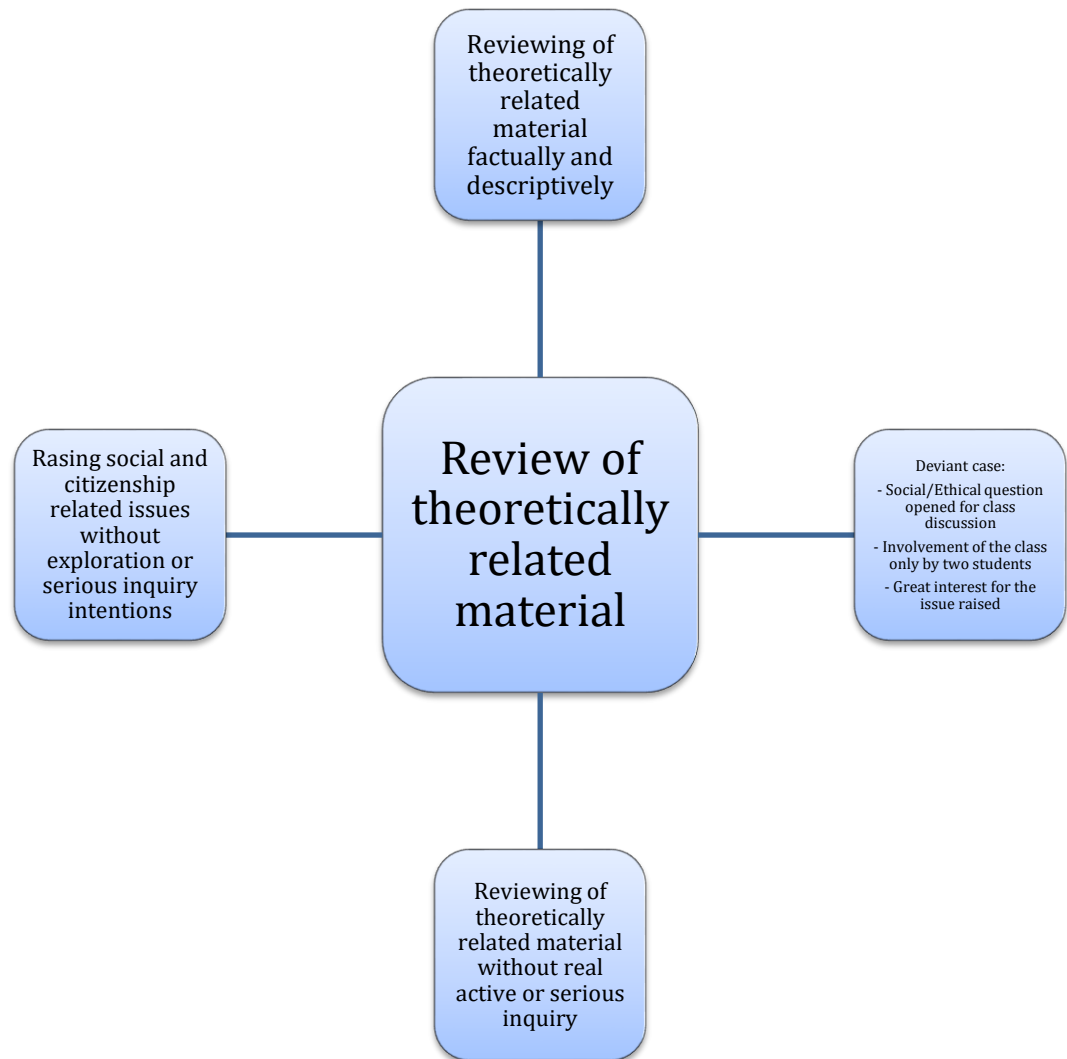 Reviewing of
theoretically
related
material
factually and
descriptively
Rasing social and
citizenship
related issues
without
exploration or
serious inquiry
intentions
Review of
theoretically
related
material
Deviant case:
- Social/Ethical question
opened for class
discussion
- Involvement of the class
only by two students
- Great interest for the
issue raised
Reviewing of
theoretically
related material
without real
active or serious
inquiry